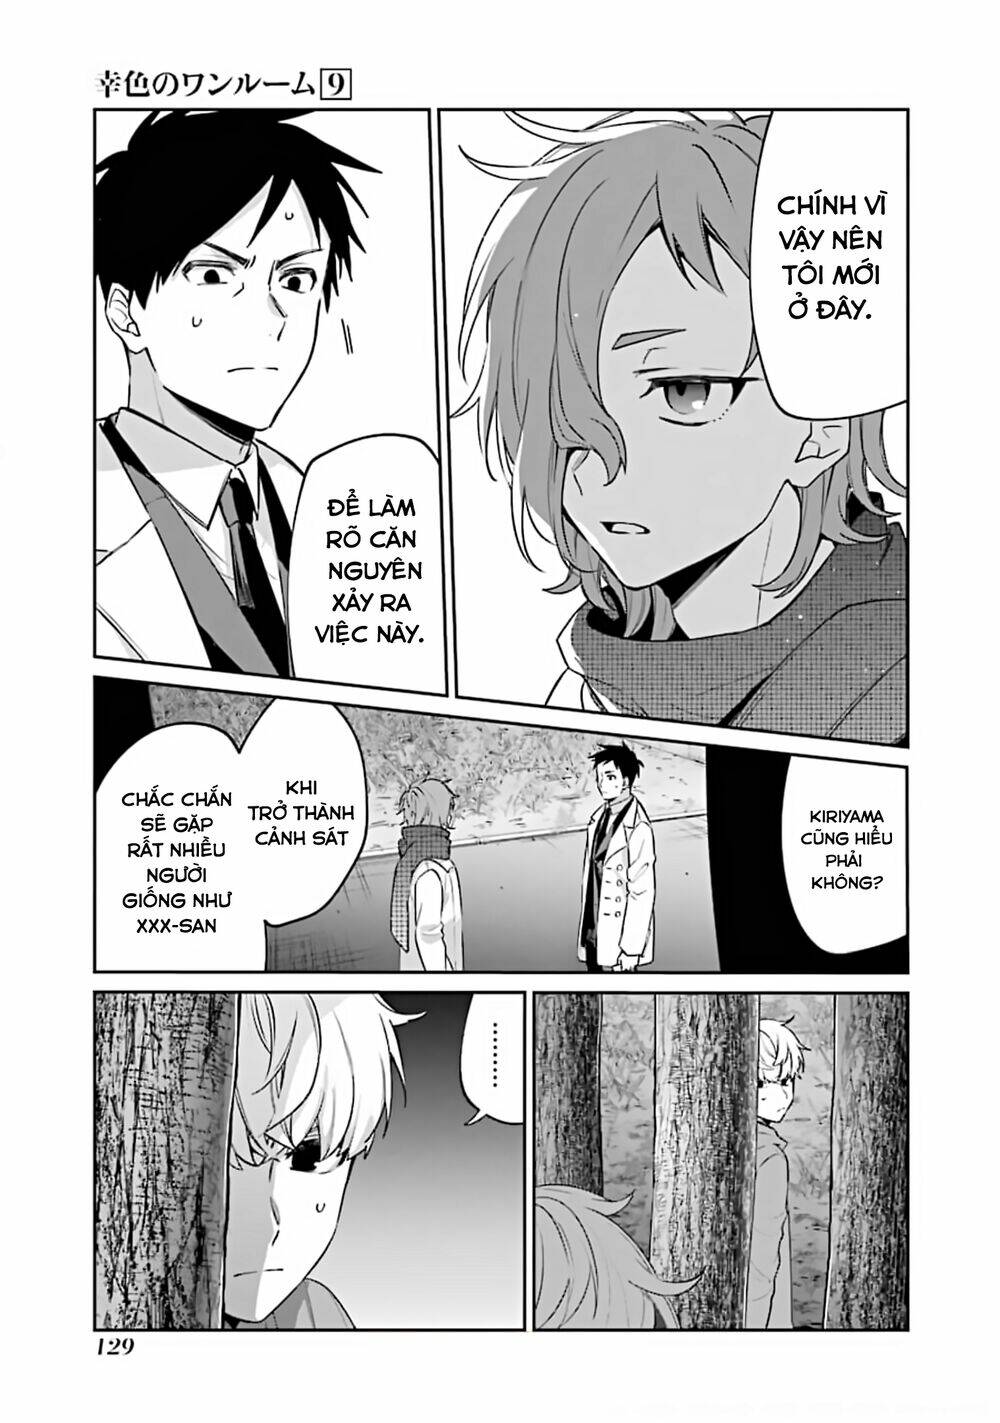 幸色のワンルーム 9
CHÍNH VÌ
VẬY NÊN
TÔI MỚI
Ở ĐÂY.
ĐỂ LÀM
RÕ CĂN
NGUYÊN
XẢY RA
VIỆC NÀY.
KIRIYAMA
CŨNG HIỂU
PHẢI
KHÔNG?
KHI
TRỞ THÀNH
CẢNH SÁT
CHẮC CHẮN
SẼ GẶP
RẤT NHIỀU
NGƯỜI
GIỐNG NHƯ
XXX-SAN
.........
129